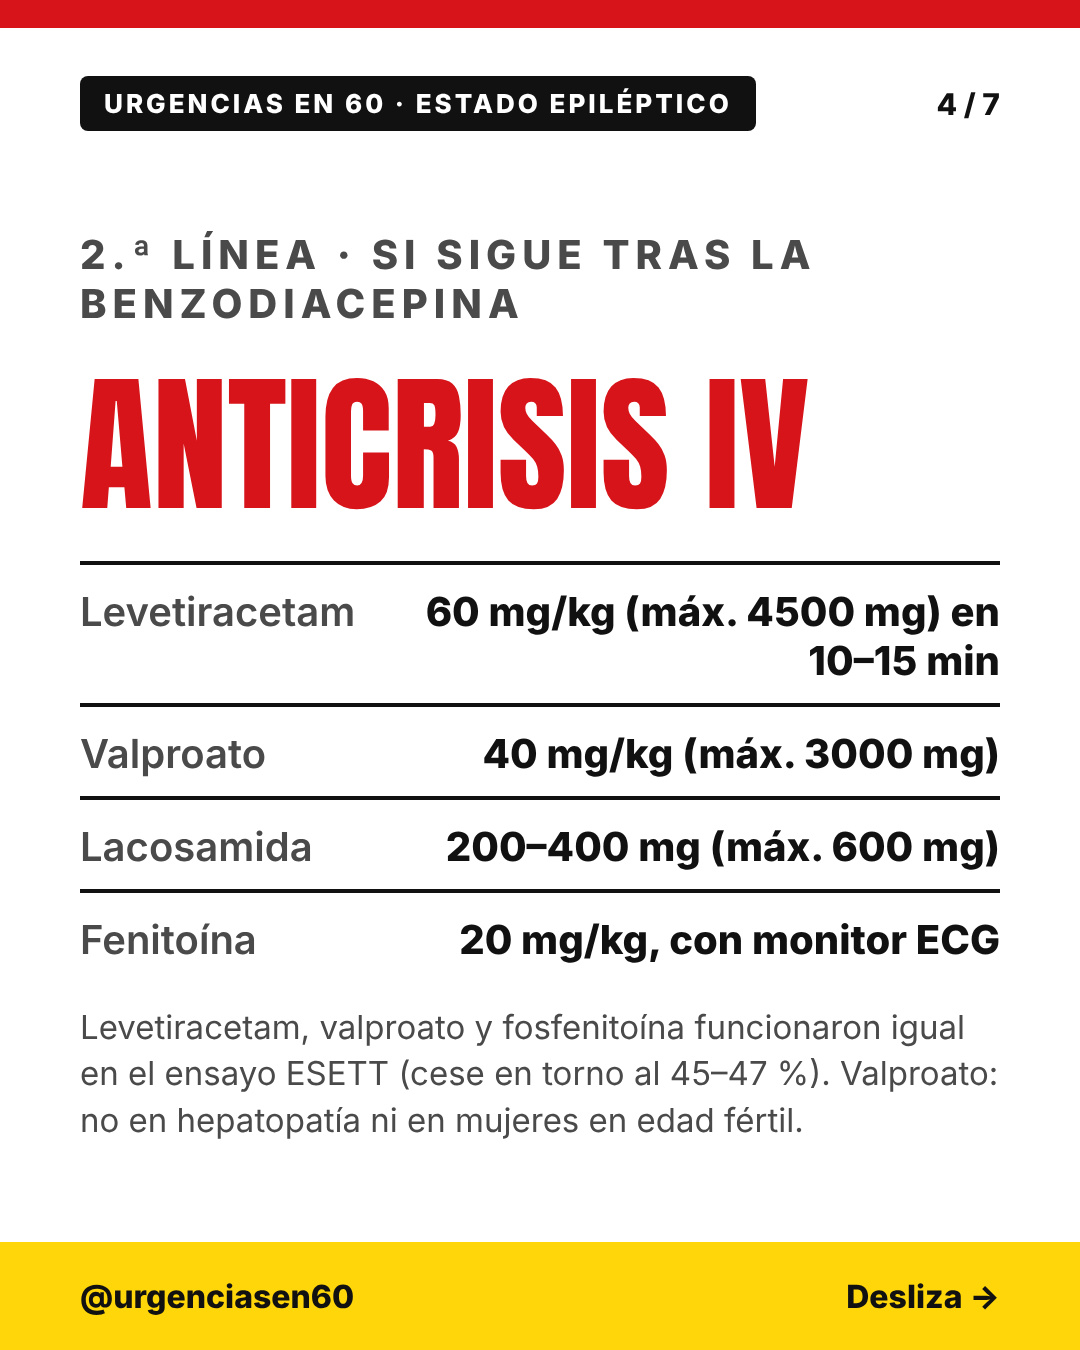 URGENCIAS EN 60 · ESTADO EPILÉPTICO
4 / 7
2.ª LÍNEA · SI SIGUE TRAS LA
BENZODIACEPINA
ANTICRISIS IV
Levetiracetam 60 mg/kg (máx. 4500 mg) en
10–15 min
Valproato 40 mg/kg (máx. 3000 mg)
Lacosamida 200–400 mg (máx. 600 mg)
Fenitoína 20 mg/kg, con monitor ECG
Levetiracetam, valproato y fosfenitoína funcionaron igual
en el ensayo ESETT (cese en torno al 45–47 %). Valproato:
no en hepatopatía ni en mujeres en edad fértil.
@urgenciasen60
Desliza →